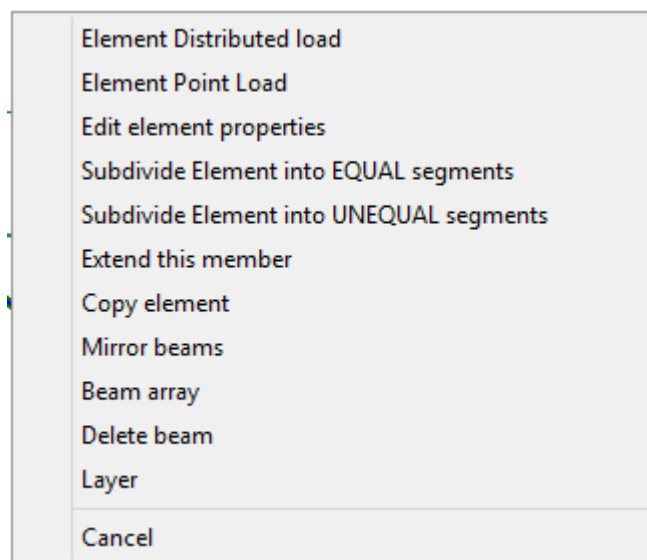 Element Distributed load
Element Point Load
Edit element properties
Subdivide Element into EQUAL segments
Subdivide Element into UNEQUAL segments
Extend this member
Copy element
Mirror beams
Beam array
Delete beam
Layer
Cancel